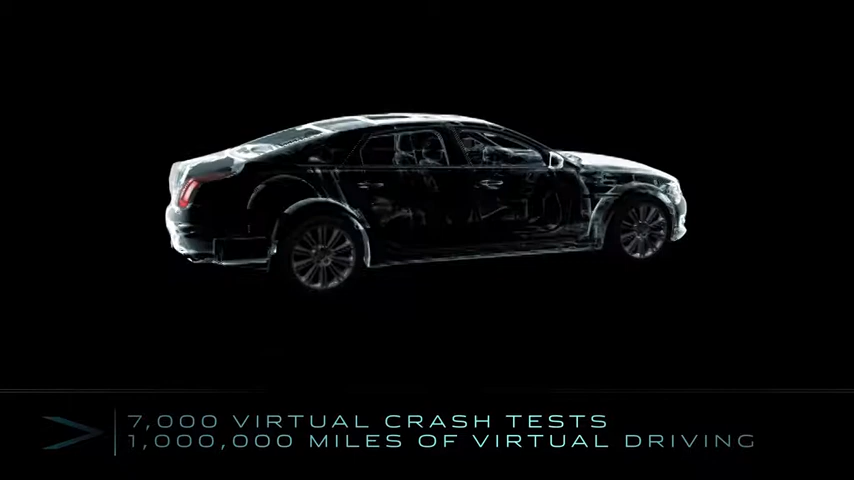 7,000 VIRTUAL CRASH TESTS
1,000,000 MILES OF VIRTUAL DRIVING